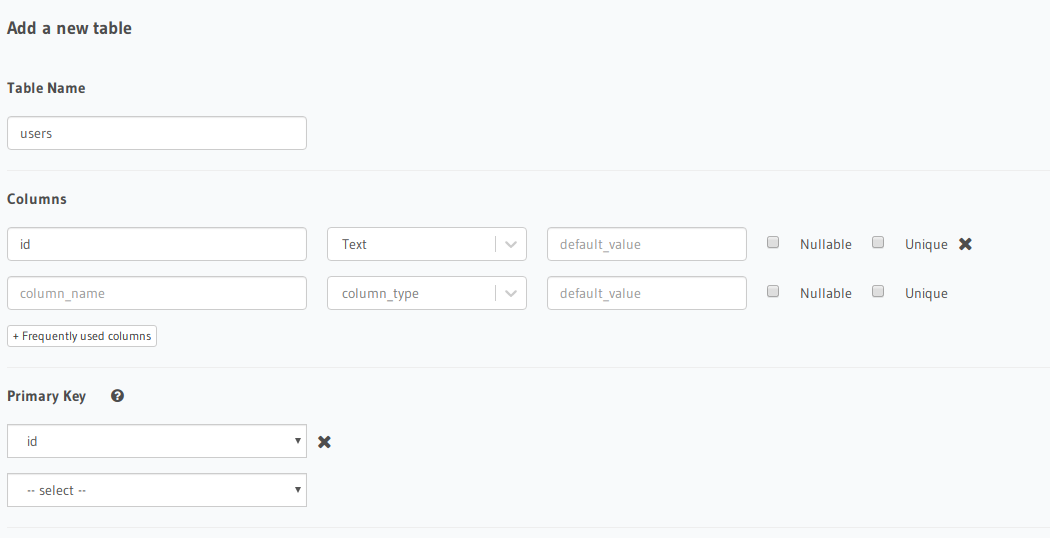 Add a new table
Table Name
users
Columns
id Text default_value Nullable Unique
column_name column_type default_value Nullable Unique
+ Frequently used columns
Primary Key
id
-- select --